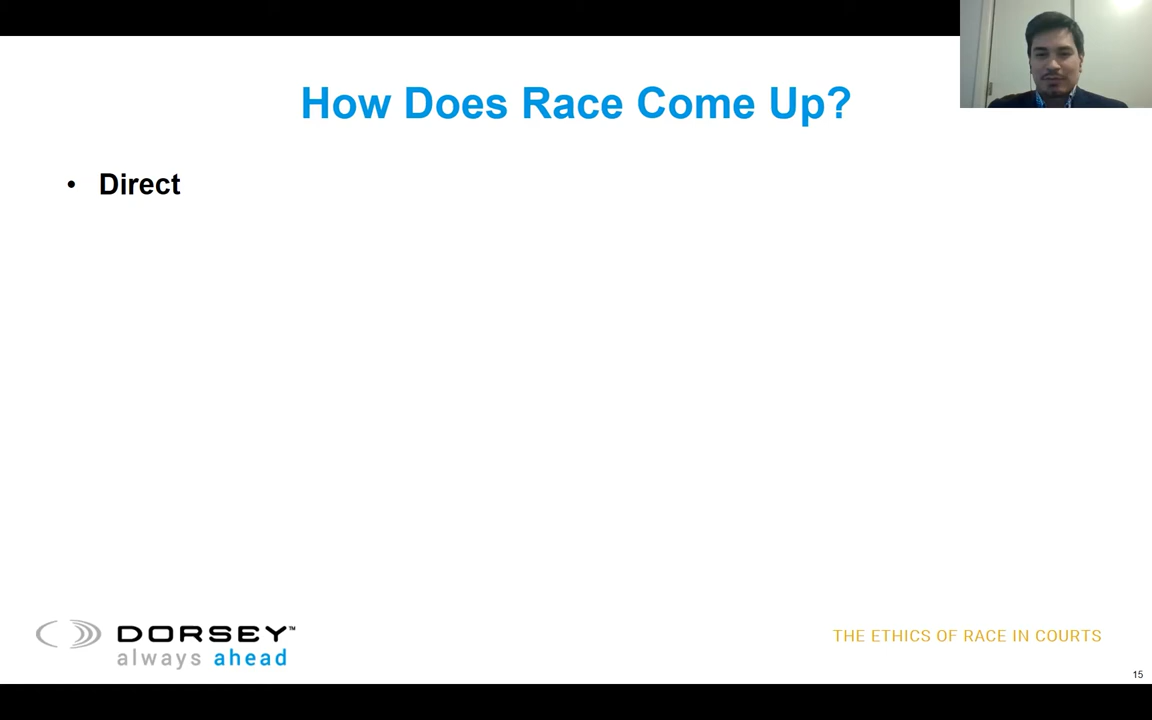 How Does Race Come Up?
• Direct
DORSEY™
always ahead
THE ETHICS OF RACE IN COURTS
15